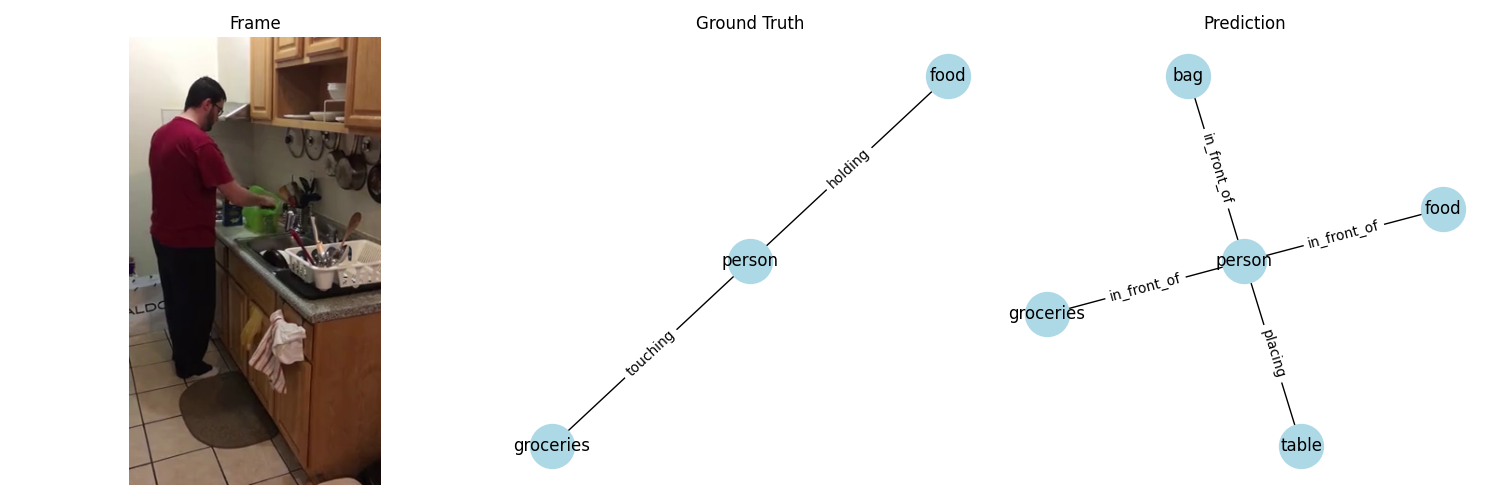 Frame
ALDO
Ground Truth
food
holding
person
touching
groceries
Prediction
bag
in_front_of
food
in_front_of
person
in_front_of
groceries
placing
table